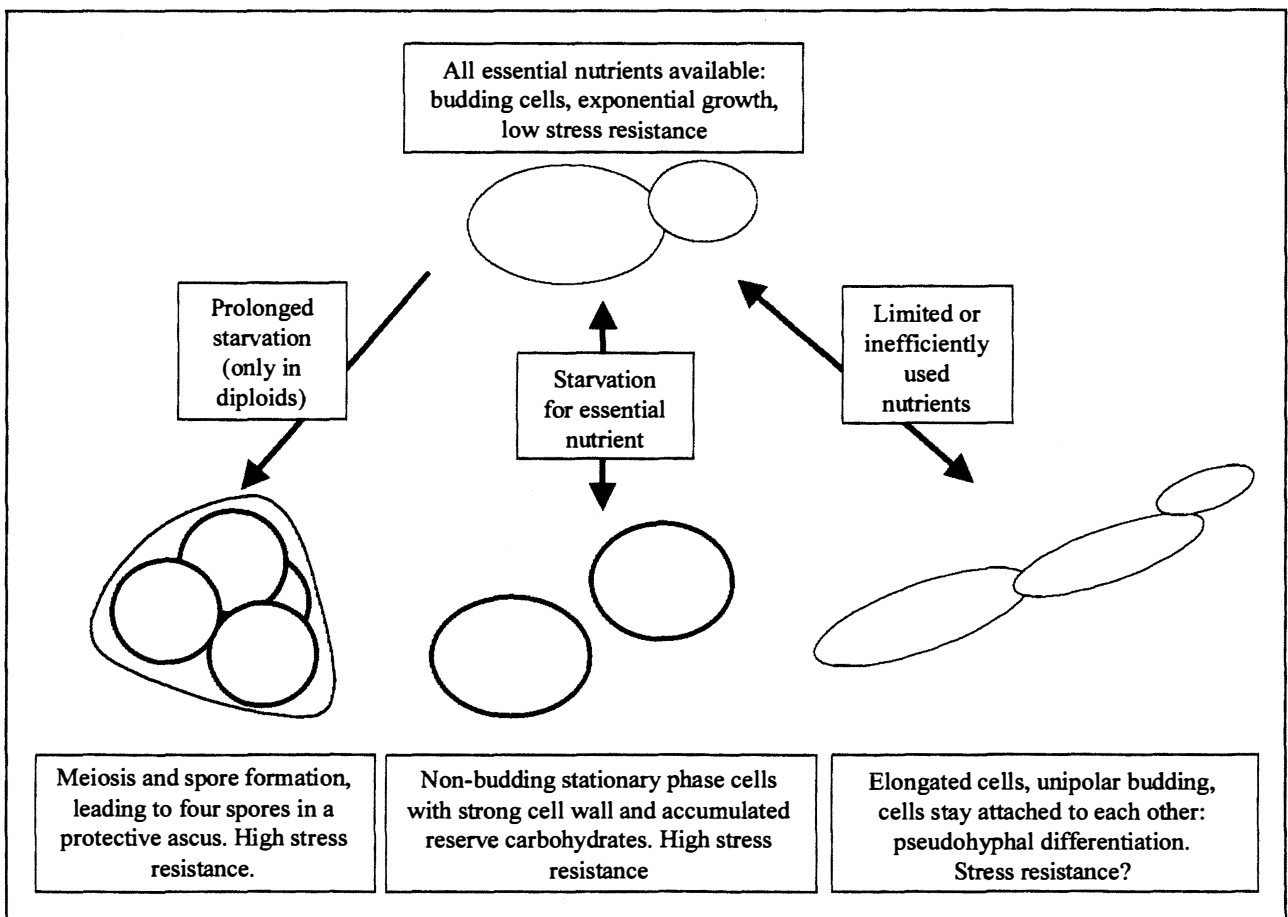 All essential nutrients available:
budding cells, exponential growth,
low stress resistance
Prolonged
starvation
(only in
diploids)
Starvation
for essential
nutrient
Limited or
inefficiently
used
nutrients
Meiosis and spore formation,
leading to four spores in a
protective ascus. High stress
resistance.
Non-budding stationary phase cells
with strong cell wall and accumulated
reserve carbohydrates. High stress
resistance
Elongated cells, unipolar budding,
cells stay attached to each other:
pseudohyphal differentiation.
Stress resistance?